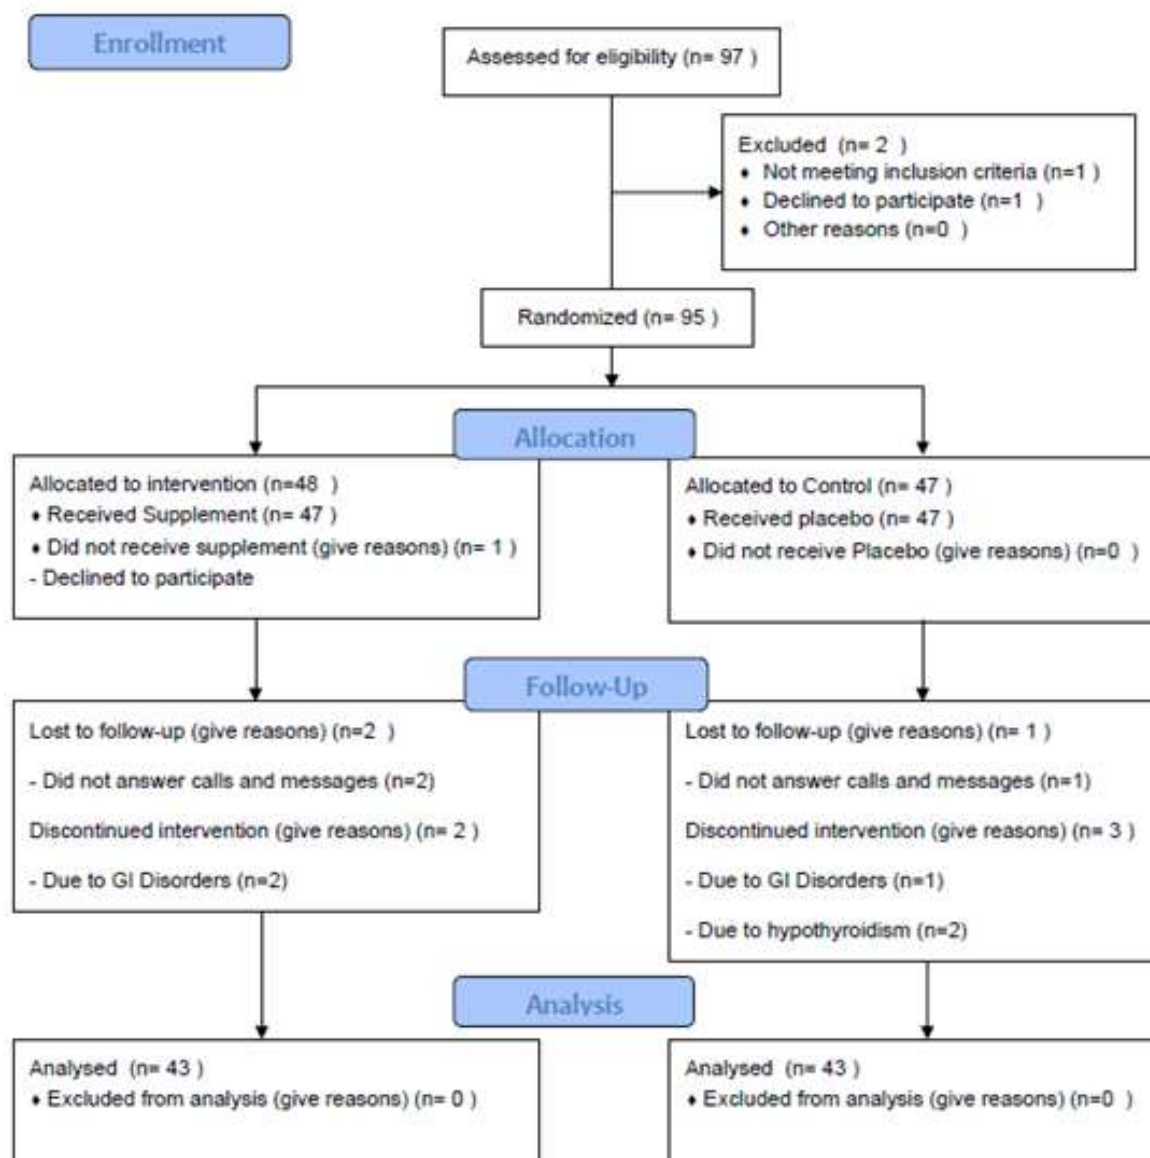 Enrollment
Assessed for eligibility (n= 97 )
Excluded (n= 2 )
♦ Not meeting inclusion criteria (n=1 )
♦ Declined to participate (n=1 )
♦ Other reasons (n=0 )
Randomized (n= 95 )
Allocation
Allocated to intervention (n=48 )
♦ Received Supplement (n= 47 )
♦ Did not receive supplement (give reasons) (n= 1 )
- Declined to participate
Allocated to Control (n= 47 )
♦ Received placebo (n= 47 )
♦ Did not receive Placebo (give reasons) (n=0 )
Follow-Up
Lost to follow-up (give reasons) (n=2 )
- Did not answer calls and messages (n=2)
Discontinued intervention (give reasons) (n= 2 )
- Due to GI Disorders (n=2)
Lost to follow-up (give reasons) (n= 1 )
- Did not answer calls and messages (n=1)
Discontinued intervention (give reasons) (n= 3 )
- Due to GI Disorders (n=1)
- Due to hypothyroidism (n=2)
Analysis
Analysed (n= 43 )
♦ Excluded from analysis (give reasons) (n= 0 )
Analysed (n= 43 )
♦ Excluded from analysis (give reasons) (n=0 )